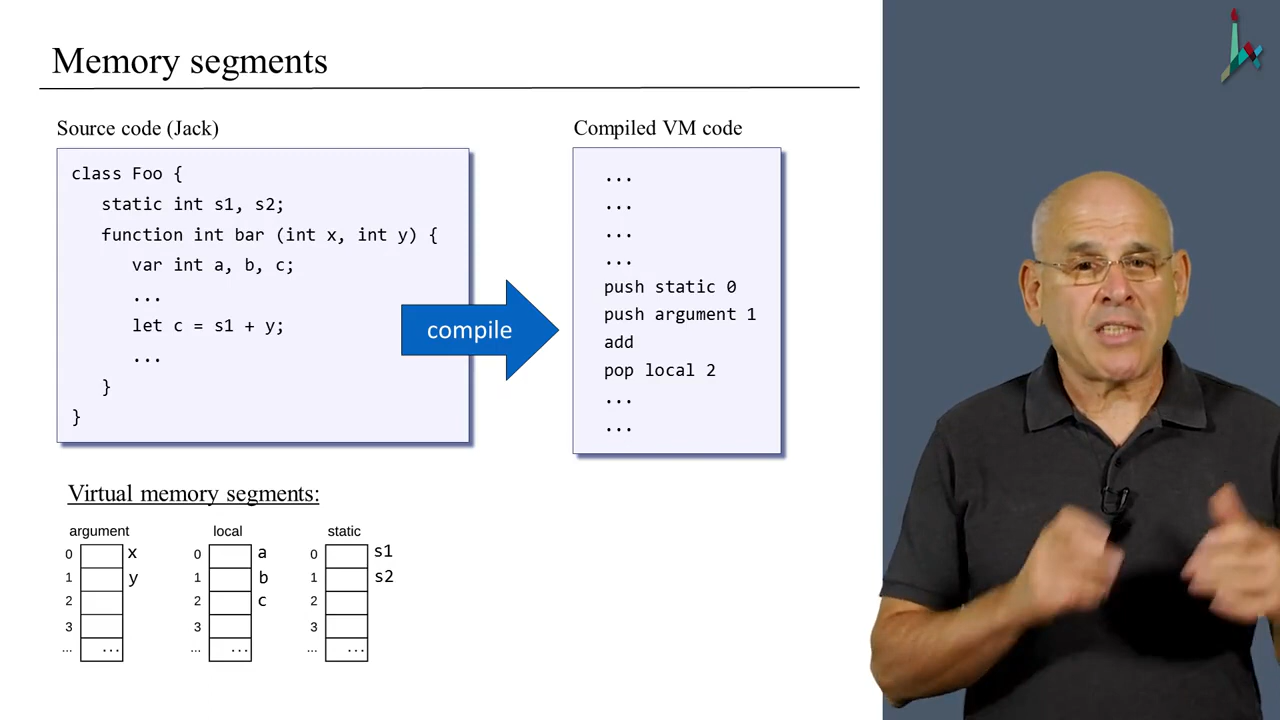 Memory segments
Source code (Jack)
class Foo {
static int s1, s2;
function int bar (int x, int y) {
var int a, b, c;
...
let c = s1 + y;
...
}
}
compile
Compiled VM code
...
...
...
...
push static 0
push argument 1
add
pop local 2
...
...
Virtual memory segments:
argument
0 x
1 y
2
3
... ...
local
0 a
1 b
2 c
3
... ...
static
0 s1
1 s2
2
3
... ...